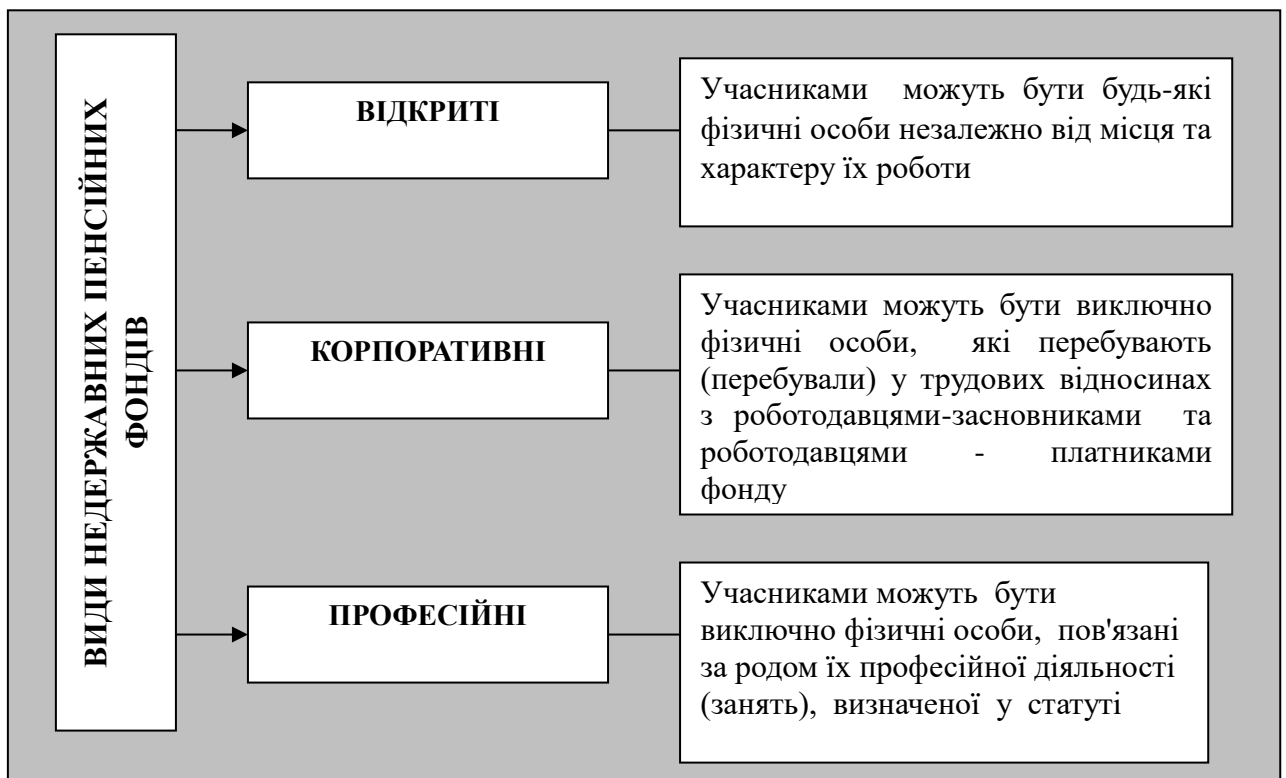 ВИДИ НЕДЕРЖАВНИХ ПЕНСІЙНИХ
ФОНДІВ
ВІДКРИТІ
Учасниками можуть бути будь-які
фізичні особи незалежно від місця та
характеру їх роботи
КОРПОРАТИВНІ
Учасниками можуть бути виключно
фізичні особи, які перебувають
(перебували) у трудових відносинах
з роботодавцями-засновниками та
роботодавцями - платниками
фонду
ПРОФЕСІЙНІ
Учасниками можуть бути
виключно фізичні особи, пов'язані
за родом їх професійної діяльності
(занять), визначеної у статуті